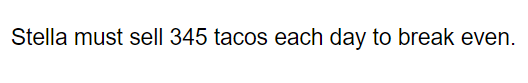 Stella must sell 345 tacos each day to break even.